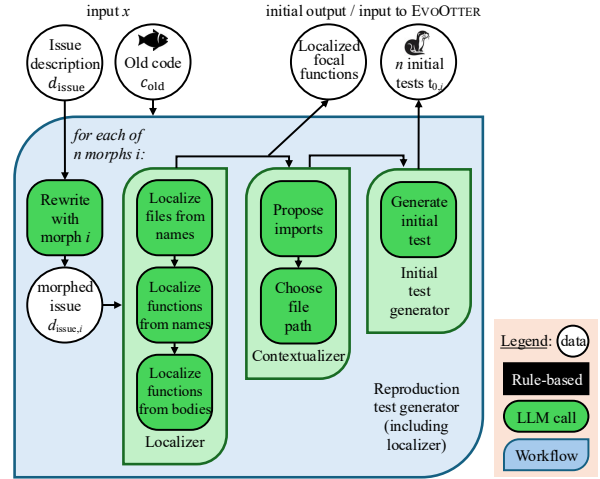 input x
initial output / input to EVOOTTER
Issue
description
d_issue
Old code
c_old
Localized
focal
functions
n initial
tests t_0,i
for each of
n morphs i:
Rewrite
with
morph i
morphed
issue
d_issue,i
Localize
files from
names
Localize
functions
from names
Localize
functions
from bodies
Localizer
Propose
imports
Choose
file
path
Contextualizer
Generate
initial
test
Initial
test
generator
Reproduction
test generator
(including
localizer)
Legend:
data
Rule-based
LLM call
Workflow